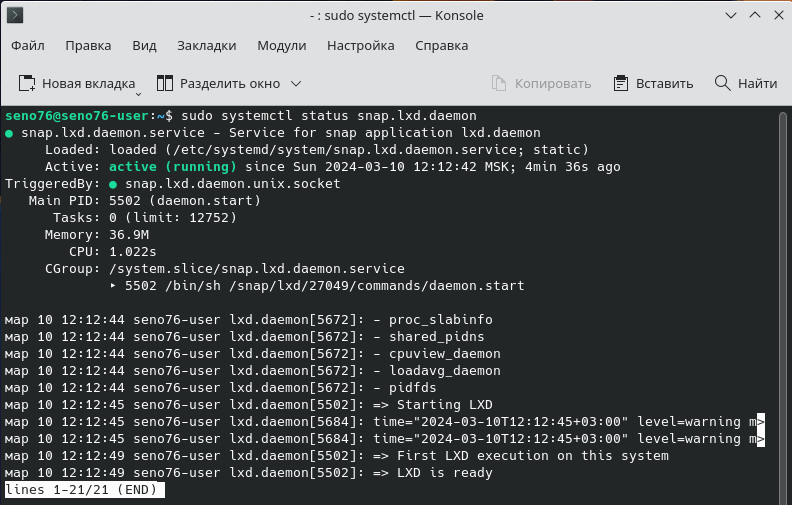 - : sudo systemctl — Konsole
Файл Правка Вид Закладки Модули Настройка Справка
Новая вкладка Разделить окно Копировать Вставить Найти
seno76@seno76-user:~$ sudo systemctl status snap.lxd.daemon
● snap.lxd.daemon.service - Service for snap application lxd.daemon
Loaded: loaded (/etc/systemd/system/snap.lxd.daemon.service; static)
Active: active (running) since Sun 2024-03-10 12:12:42 MSK; 4min 36s ago
TriggeredBy: ● snap.lxd.daemon.unix.socket
Main PID: 5502 (daemon.start)
Tasks: 0 (limit: 12752)
Memory: 36.9M
CPU: 1.022s
CGroup: /system.slice/snap.lxd.daemon.service
‣ 5502 /bin/sh /snap/lxd/27049/commands/daemon.start
мар 10 12:12:44 seno76-user lxd.daemon[5672]: - proc_slabinfo
мар 10 12:12:44 seno76-user lxd.daemon[5672]: - shared_pidns
мар 10 12:12:44 seno76-user lxd.daemon[5672]: - cpuview_daemon
мар 10 12:12:44 seno76-user lxd.daemon[5672]: - loadavg_daemon
мар 10 12:12:44 seno76-user lxd.daemon[5672]: - pidfds
мар 10 12:12:45 seno76-user lxd.daemon[5502]: => Starting LXD
мар 10 12:12:45 seno76-user lxd.daemon[5684]: time="2024-03-10T12:12:45+03:00" level=warning m>
мар 10 12:12:45 seno76-user lxd.daemon[5684]: time="2024-03-10T12:12:45+03:00" level=warning m>
мар 10 12:12:49 seno76-user lxd.daemon[5502]: => First LXD execution on this system
мар 10 12:12:49 seno76-user lxd.daemon[5502]: => LXD is ready
lines 1-21/21 (END)